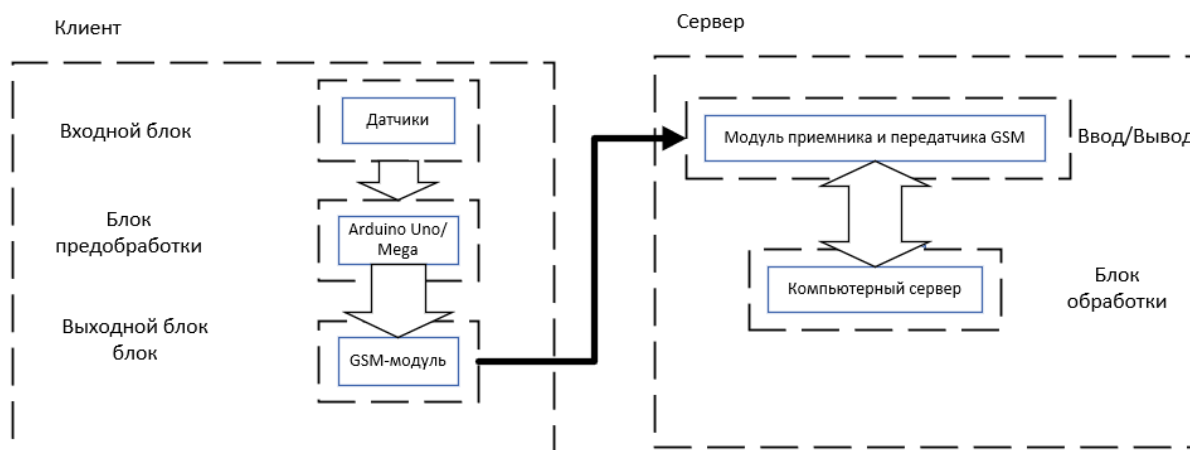 Клиент
Входной блок
Датчики
Блок
предобработки
Arduino Uno/
Mega
Выходной блок
блок
GSM-модуль
Сервер
Модуль приемника и передатчика GSM
Ввод/Вывод
Компьютерный сервер
Блок
обработки